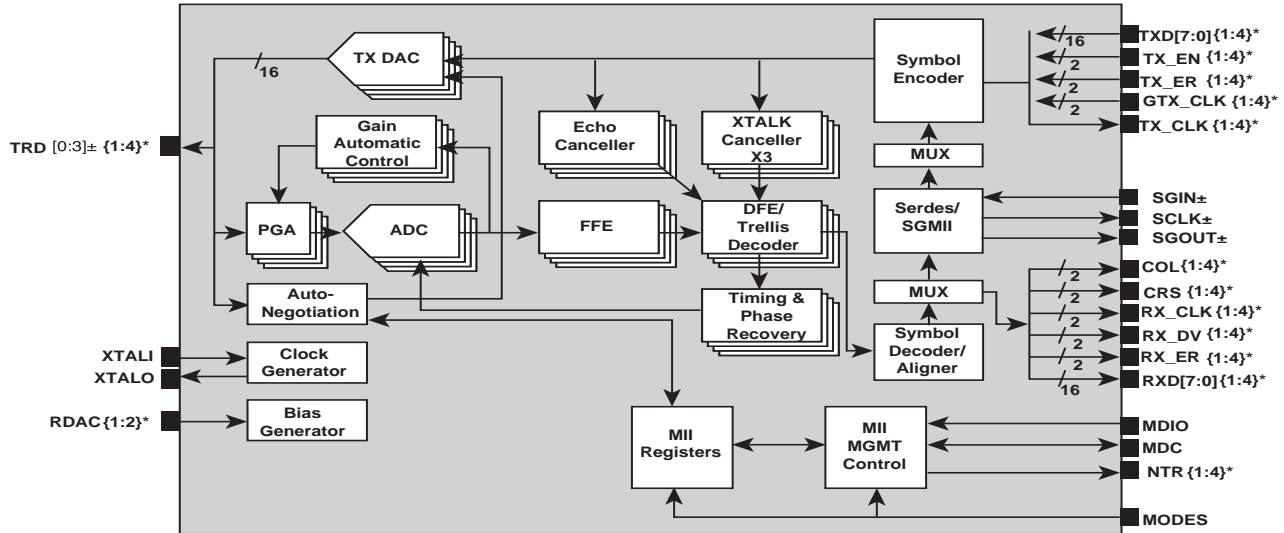 TXD[7:0]{1:4}*
16
TX_EN {1:4}*
2
TX_ER {1:4}*
2
GTX_CLK {1:4}*
2
TX_CLK{1:4}*
TX DAC
16
Symbol
Encoder
Echo
Canceller
XTALK
Canceller
X3
Gain
Automatic
Control
TRD [0:3]± {1:4}*
MUX
PGA
ADC
FFE
DFE/
Trellis
Decoder
Serdes/
SGMII
SGIN±
SCLK±
SGOUT±
Auto-
Negotiation
Timing &
Phase
Recovery
MUX
Symbol
Decoder/
Aligner
COL{1:4}*
2
CRS {1:4}*
2
RX_CLK{1:4}*
2
RX_DV {1:4}*
2
RX_ER {1:4}*
2
RXD[7:0]{1:4}*
16
XTALI
XTALO
Clock
Generator
RDAC{1:2}*
Bias
Generator
MII
Registers
MII
MGMT
Control
MDIO
MDC
NTR{1:4}*
MODES